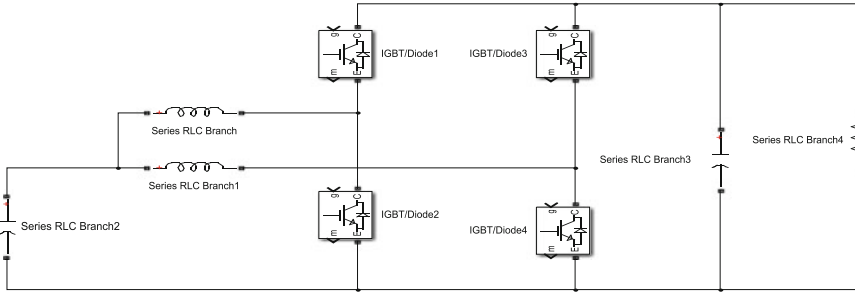 g
C
m
E
IGBT/Diode1
g
C
m
E
IGBT/Diode3
Series RLC Branch
Series RLC Branch1
Series RLC Branch3
Series RLC Branch4
g
C
m
E
IGBT/Diode2
g
C
m
E
IGBT/Diode4
Series RLC Branch2